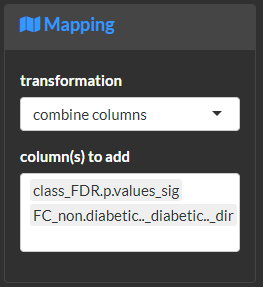 Mapping
transformation
combine columns
column(s) to add
class_FDR.p.values_sig
FC_non.diabetic.._diabetic.._dir